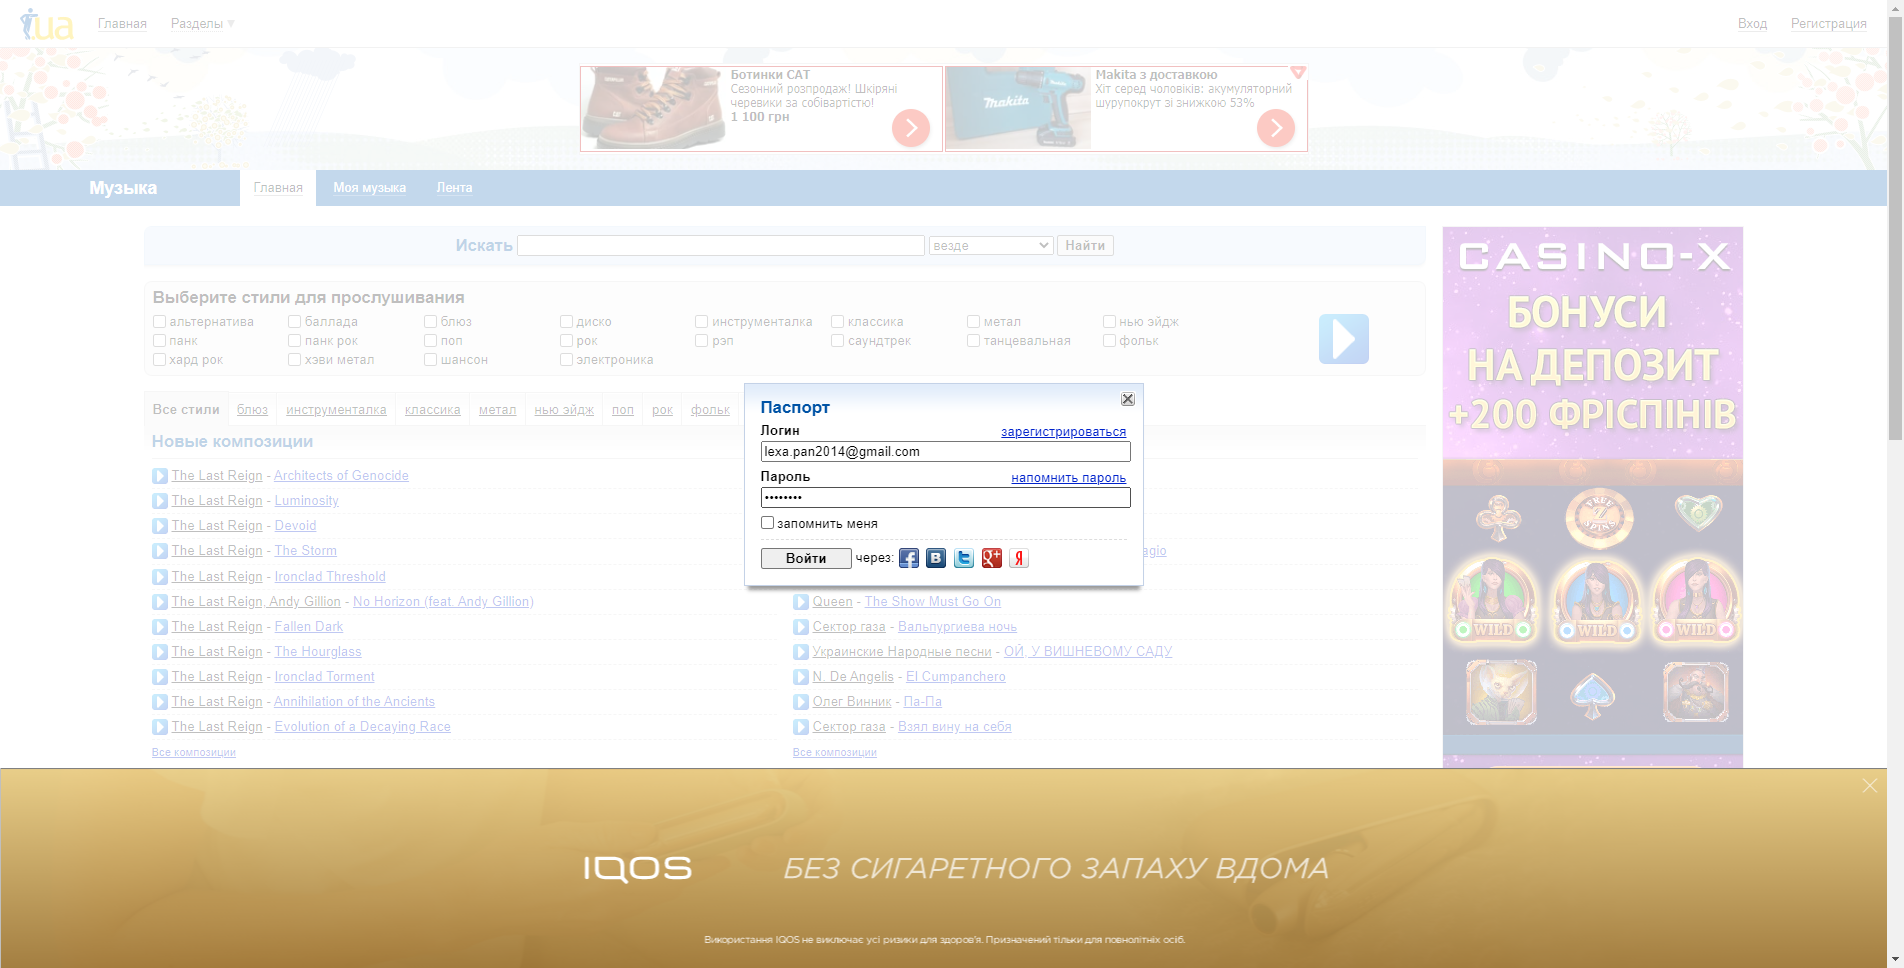 i.ua
Главная
Разделы
Вход
Регистрация
Ботинки CAT
Сезонний розпродаж! Шкіряні
черевики за собівартістю!
1 100 грн
Makita з доставкою
Хіт серед чоловіків: акумуляторний
шурупокрут зі знижкою 53%
makita
Музыка
Главная
Моя музыка
Лента
Искать
везде
Найти
Выберите стили для прослушивания
альтернатива
баллада
блюз
диско
инструменталка
классика
метал
нью эйдж
панк
панк рок
поп
рок
рэп
саундтрек
танцевальная
фольк
хард рок
хэви метал
шансон
электроника
Все стили
блюз
инструменталка
классика
метал
нью эйдж
поп
рок
фольк
Новые композиции
The Last Reign - Architects of Genocide
The Last Reign - Luminosity
The Last Reign - Devoid
The Last Reign - The Storm
The Last Reign - Ironclad Threshold
The Last Reign, Andy Gillion - No Horizon (feat. Andy Gillion)
The Last Reign - Fallen Dark
The Last Reign - The Hourglass
The Last Reign - Ironclad Torment
The Last Reign - Annihilation of the Ancients
The Last Reign - Evolution of a Decaying Race
Все композиции
agio
Queen - The Show Must Go On
Сектор газа - Вальпургиева ночь
Украинские Народные песни - ОЙ, У ВИШНЕВОМУ САДУ
N. De Angelis - El Cumpanchero
Олег Винник - Па-Па
Сектор газа - Взял вину на себя
Все композиции
Паспорт
Логин
зарегистрироваться
lexa.pan2014@gmail.com
Пароль
напомнить пароль
запомнить меня
Войти
через:
CASINO-X
БОНУСИ
НА ДЕПОЗИТ
+200 ФРІСПІНІВ
FREE
SPINS
WILD
WILD
WILD
IQOS
БЕЗ СИГАРЕТНОГО ЗАПАХУ ВДОМА
Використання IQOS не виключає усі ризики для здоров'я. Призначений тільки для повнолітніх осіб.